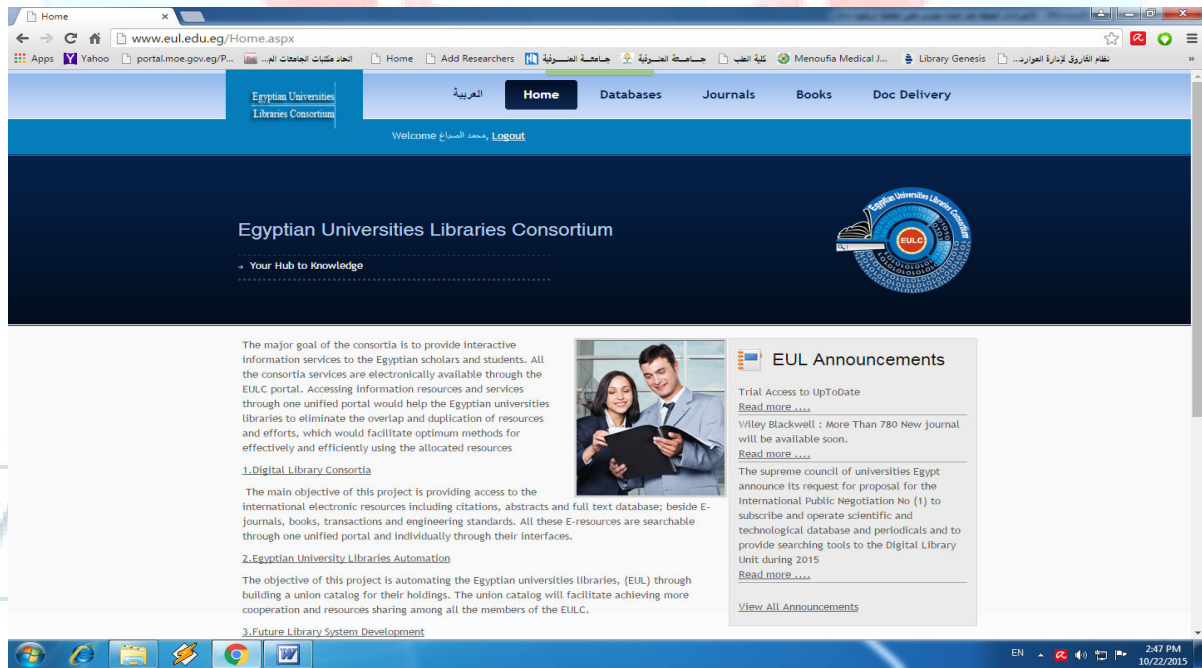 Home
www.eul.edu.eg/Home.aspx
Apps Yahoo portal.moe.gov.eg/P... اتحاد مكتبات الجامعات الم... Home Add Researchers جـامعـــة المنـــــوفية جـــامـــعة المنـــوفية كلية الطب Menoufia Medical J... Library Genesis نظام الفاروق لإدارة الموارد... »
Egyptian Universities
Libraries Consortium
العربية Home Databases Journals Books Doc Delivery
Welcome محمد الصباغ, Logout
Egyptian Universities Libraries Consortium
Your Hub to Knowledge
Egyptian Universities Libraries Consortium
EULC
The major goal of the consortia is to provide interactive
information services to the Egyptian scholars and students. All
the consortia services are electronically available through the
EULC portal. Accessing information resources and services
through one unified portal would help the Egyptian universities
libraries to eliminate the overlap and duplication of resources
and efforts, which would facilitate optimum methods for
effectively and efficiently using the allocated resources
1.Digital Library Consortia
The main objective of this project is providing access to the
international electronic resources including citations, abstracts and full text database; beside E-
journals, books, transactions and engineering standards. All these E-resources are searchable
through one unified portal and individually through their interfaces.
2.Egyptian University Libraries Automation
The objective of this project is automating the Egyptian universities libraries, (EUL) through
building a union catalog for their holdings. The union catalog will facilitate achieving more
cooperation and resources sharing among all the members of the EULC.
3.Future Library System Development
EUL Announcements
Trial Access to UpToDate
Read more ....
Wiley Blackwell : More Than 780 New journal
will be available soon.
Read more ....
The supreme council of universities Egypt
announce its request for proposal for the
International Public Negotiation No (1) to
subscribe and operate scientific and
technological database and periodicals and to
provide searching tools to the Digital Library
Unit during 2015
Read more ....
View All Announcements
EN 2:47 PM
10/22/2015